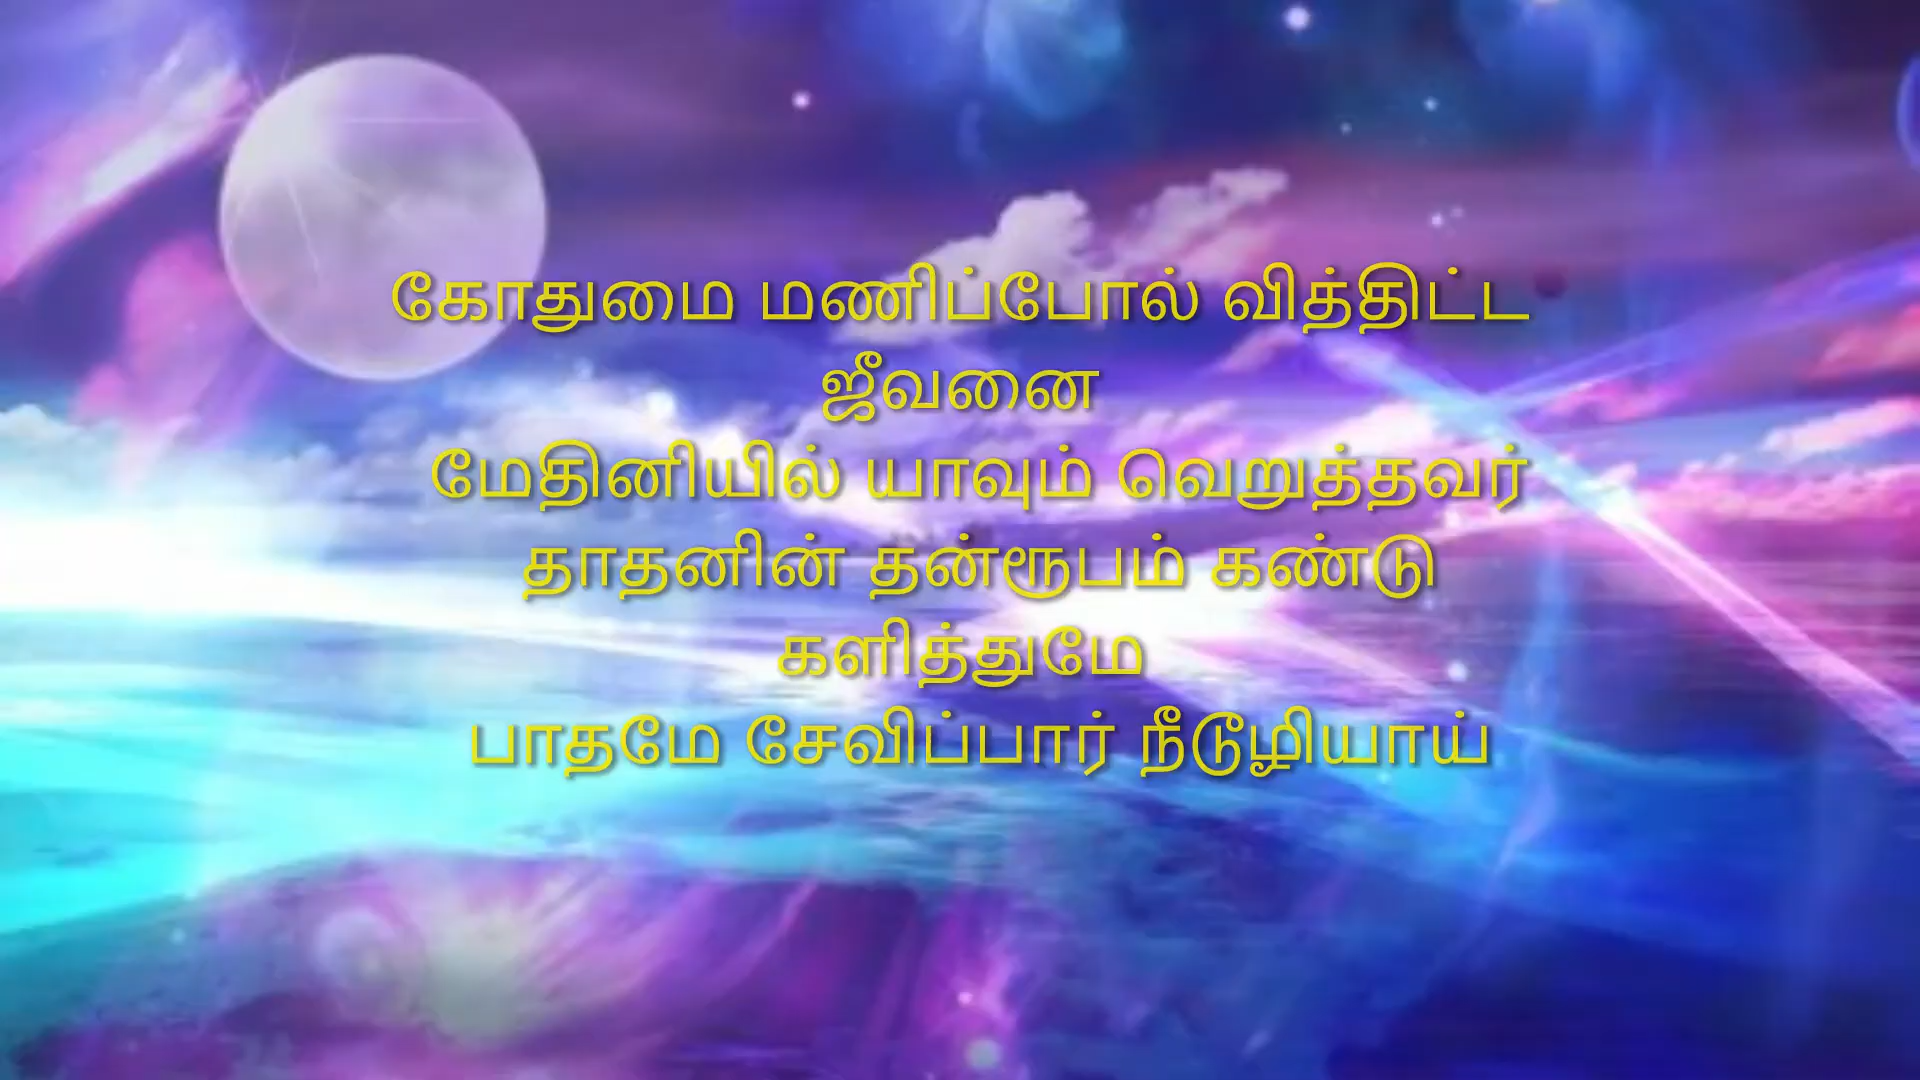 கோதுமை மணிப்போல் வித்திட்ட
ஜீவனை
மேதினியில் யாவும் வெறுத்தவர்
தாதனின் தன்ரூபம் கண்டு
களித்துமே
பாதமே சேவிப்பார் நீடூழியாய்